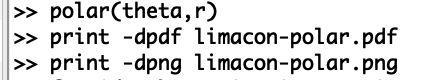 >> polar(theta,r)
>> print -dpdf limacon-polar.pdf
>> print -dpng limacon-polar.png